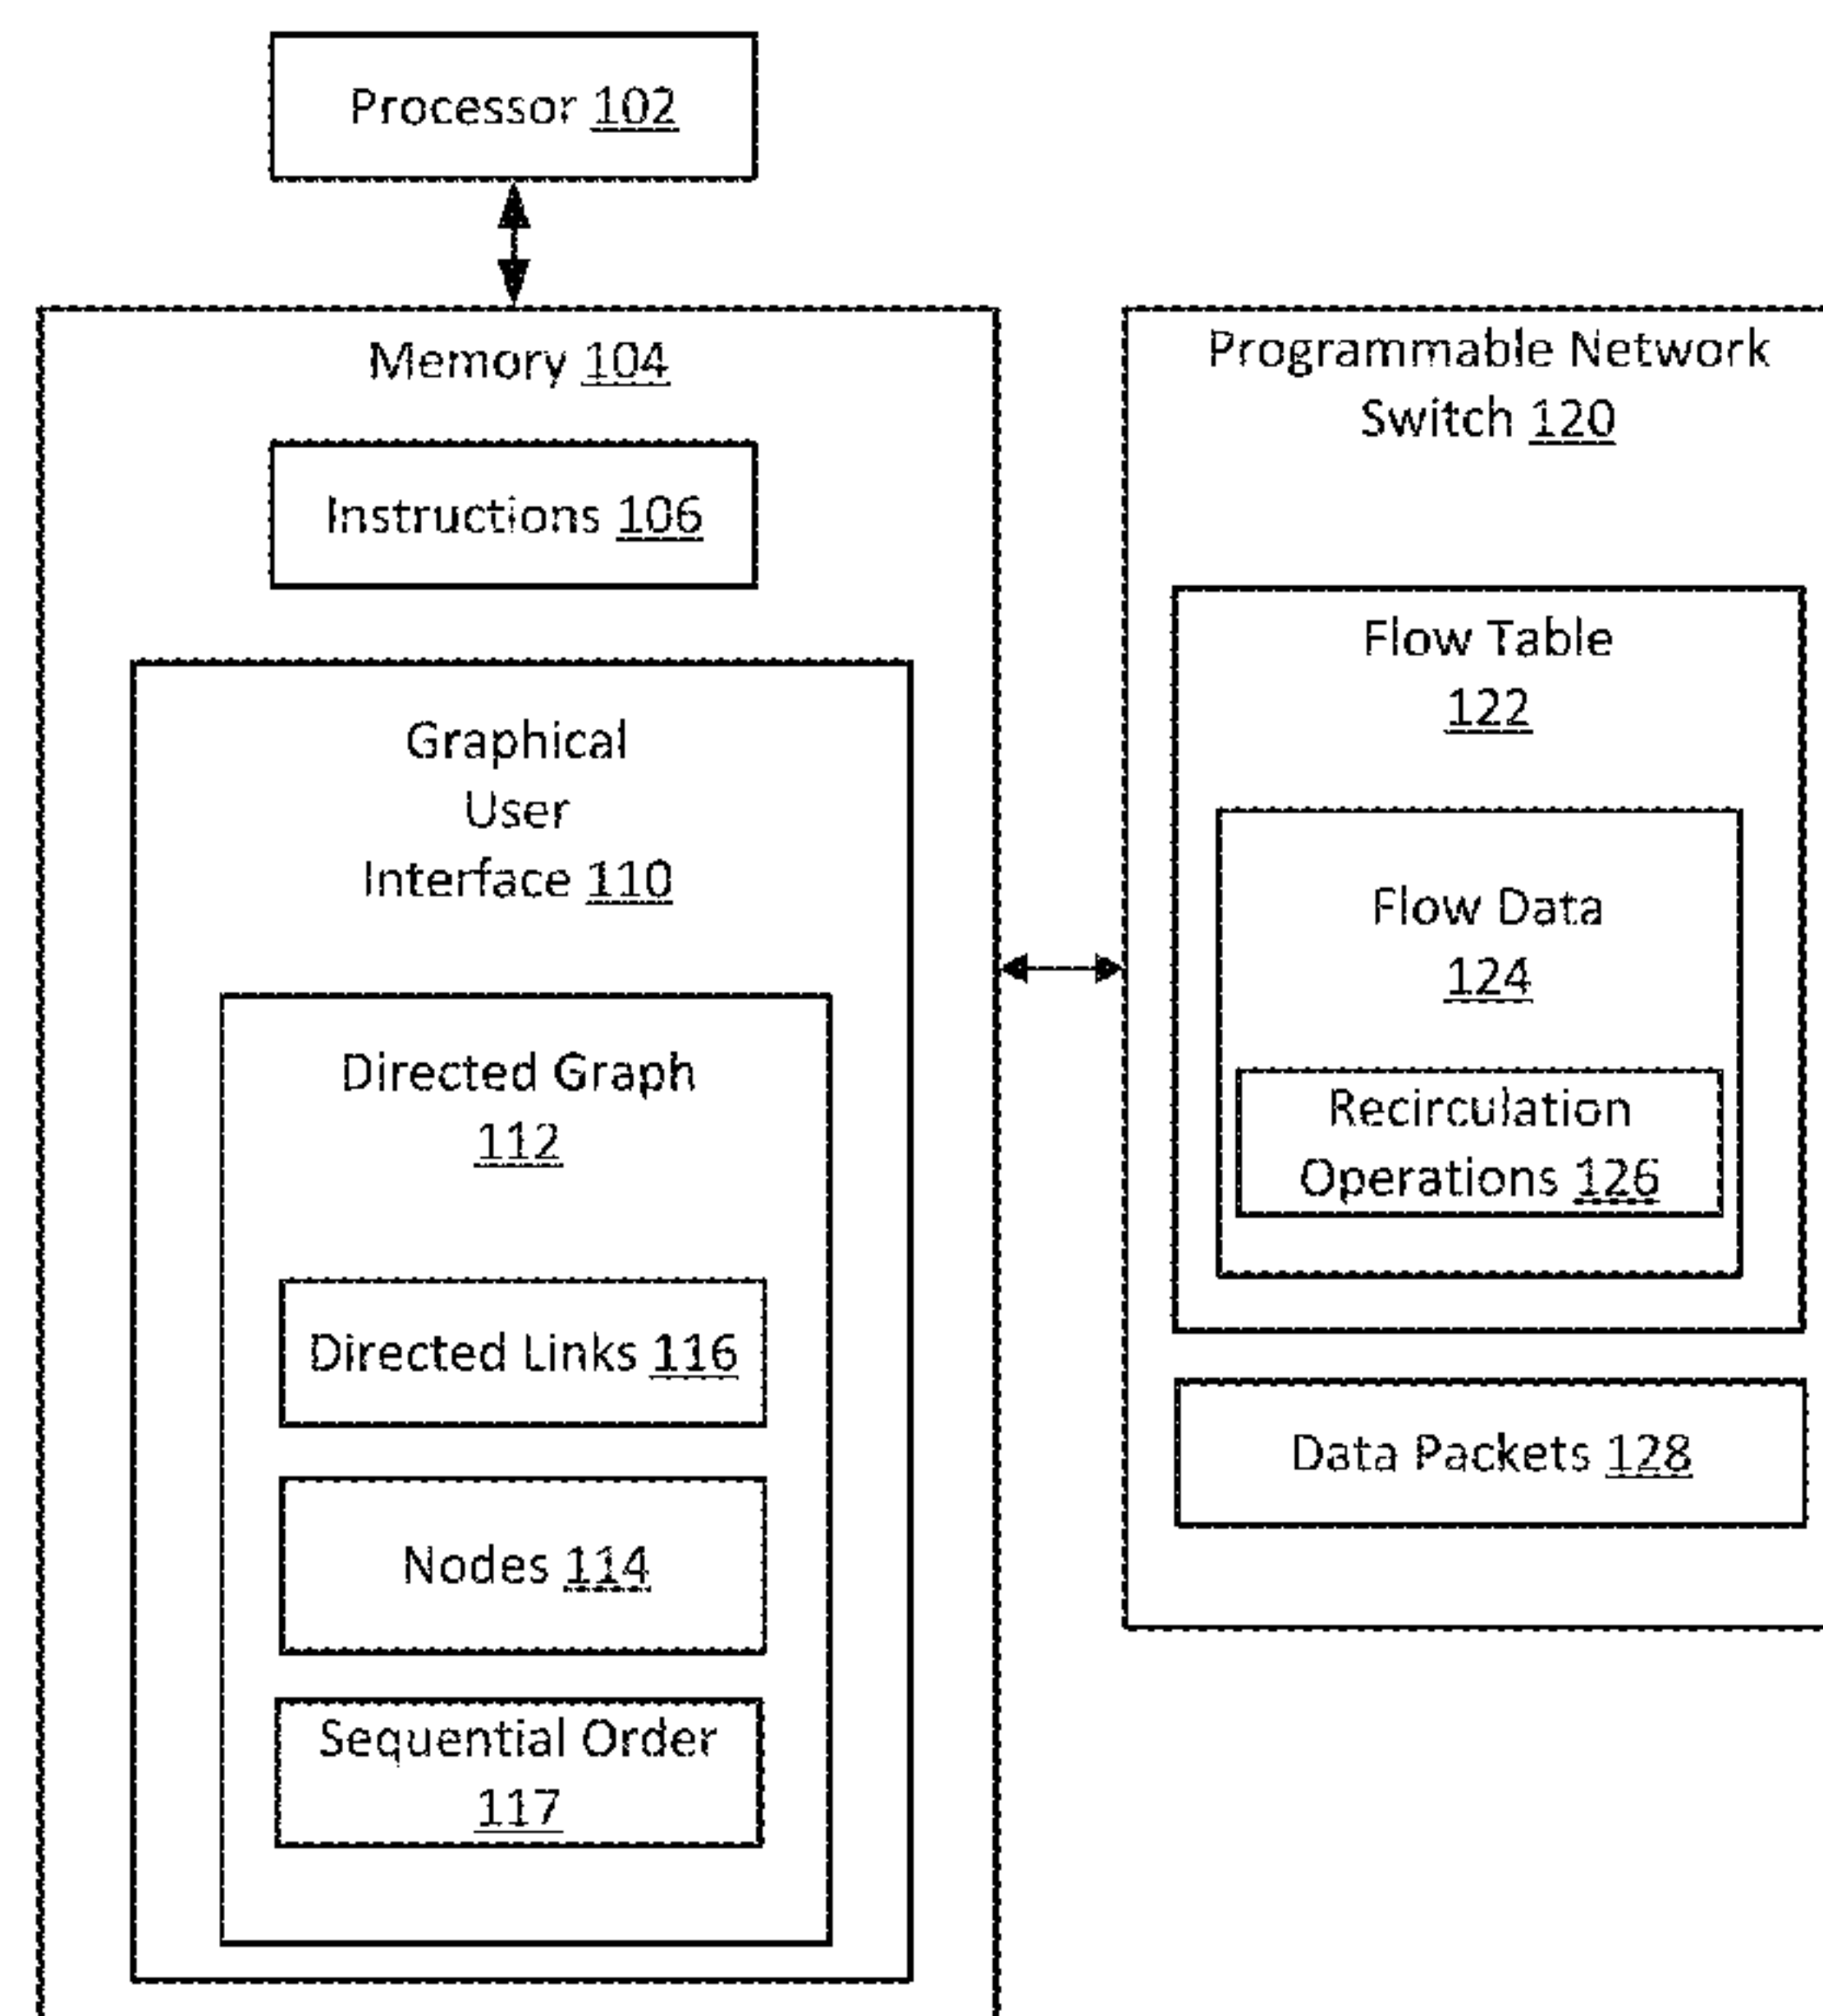 Processor 102
Memory 104
Instructions 106
Graphical
User
Interface 110
Directed Graph
112
Directed Links 116
Nodes 114
Sequential Order
117
Programmable Network
Switch 120
Flow Table
122
Flow Data
124
Recirculation
Operations 126
Data Packets 128